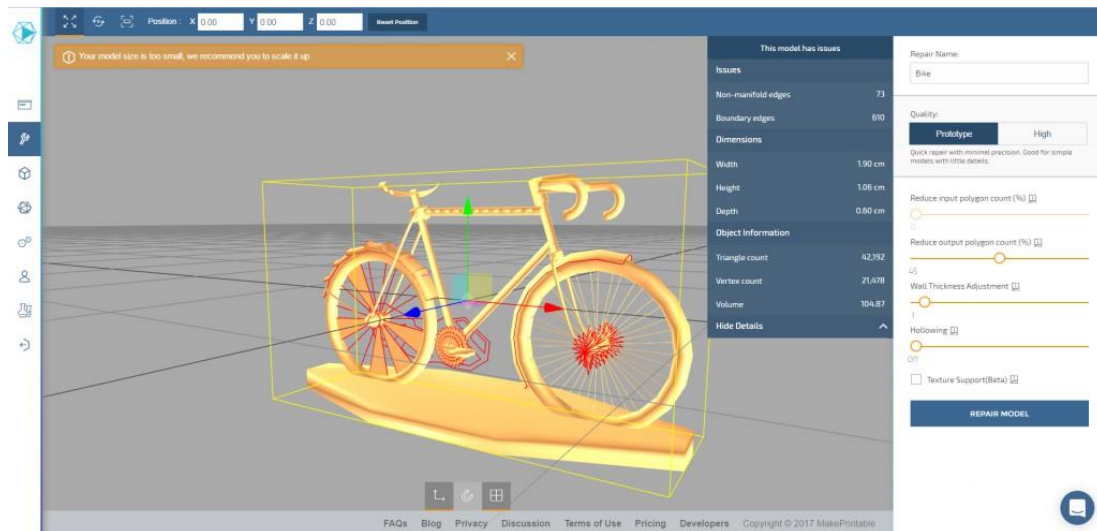 Position : X 0.00 Y 0.00 Z 0.00 Reset Position
Your model size is too small, we recommend you to scale it up.
This model has issues
Issues
Non-manifold edges 73
Boundary edges 610
Dimensions
Width 1.90 cm
Height 1.06 cm
Depth 0.60 cm
Object Information
Triangle count 42,192
Vertex count 21,478
Volume 104.87
Hide Details
Repair Name:
Bike
Quality:
Prototype High
Quick repair with minimal precision. Good for simple
models with little details.
Reduce input polygon count (%)
0
Reduce output polygon count (%)
45
Wall Thickness Adjustment
1
Hollowing
Off
Texture Support(Beta)
REPAIR MODEL
FAQs Blog Privacy Discussion Terms of Use Pricing Developers Copyright © 2017 MakePrintable